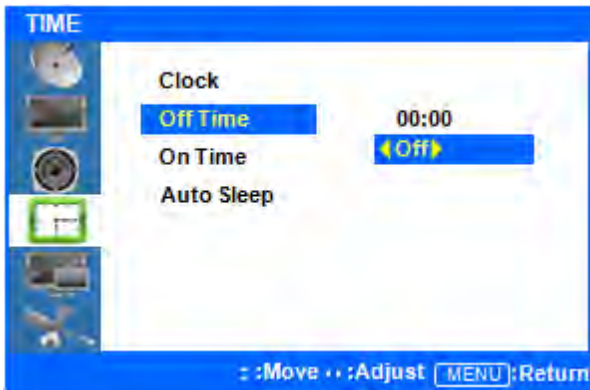 TIME
Clock
Off Time 00:00
Off
On Time
Auto Sleep
:Move :Adjust MENU:Return